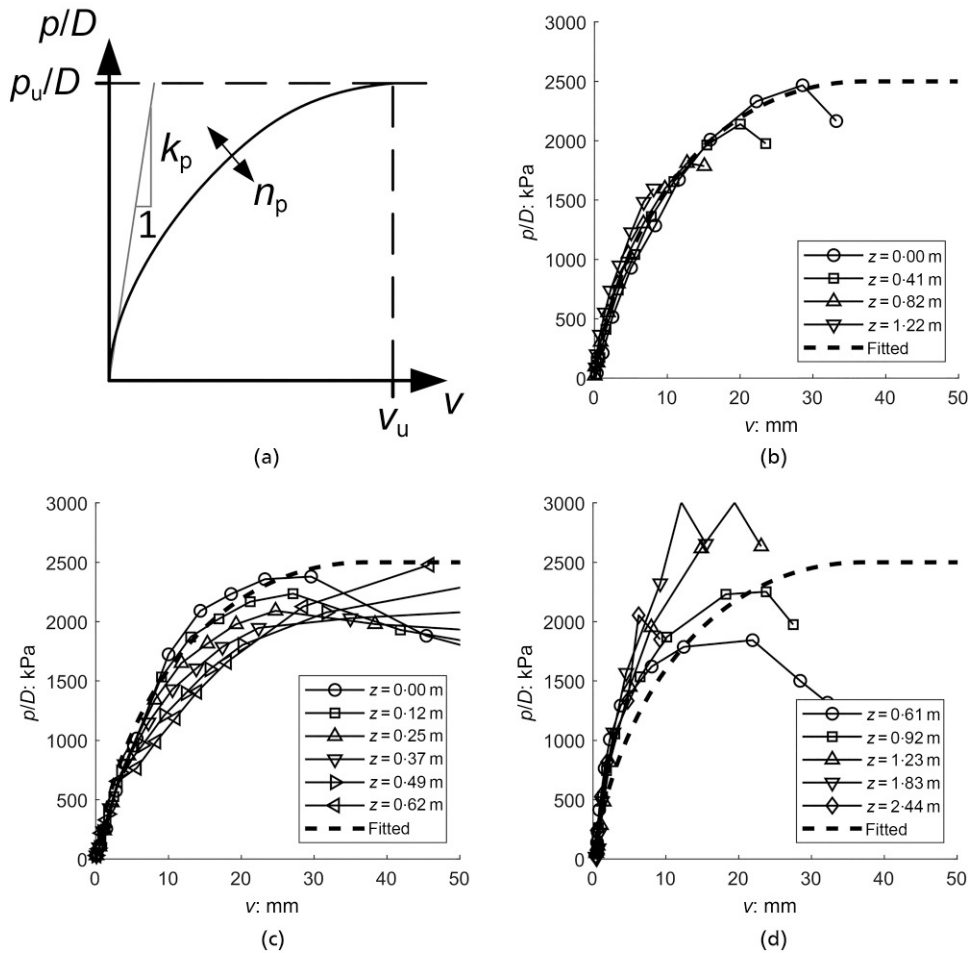 p/D
pu/D
kp
1
np
v
vu
(a)
3000
2500
2000
1500
1000
500
0
p/D: kPa
z = 0·00 m
z = 0·41 m
z = 0·82 m
z = 1·22 m
Fitted
0 10 20 30 40 50
v: mm
(b)
3000
2500
2000
1500
1000
500
0
p/D: kPa
z = 0·00 m
z = 0·12 m
z = 0·25 m
z = 0·37 m
z = 0·49 m
z = 0·62 m
Fitted
0 10 20 30 40 50
v: mm
(c)
3000
2500
2000
1500
1000
500
0
p/D: kPa
z = 0·61 m
z = 0·92 m
z = 1·23 m
z = 1·83 m
z = 2·44 m
Fitted
0 10 20 30 40 50
v: mm
(d)